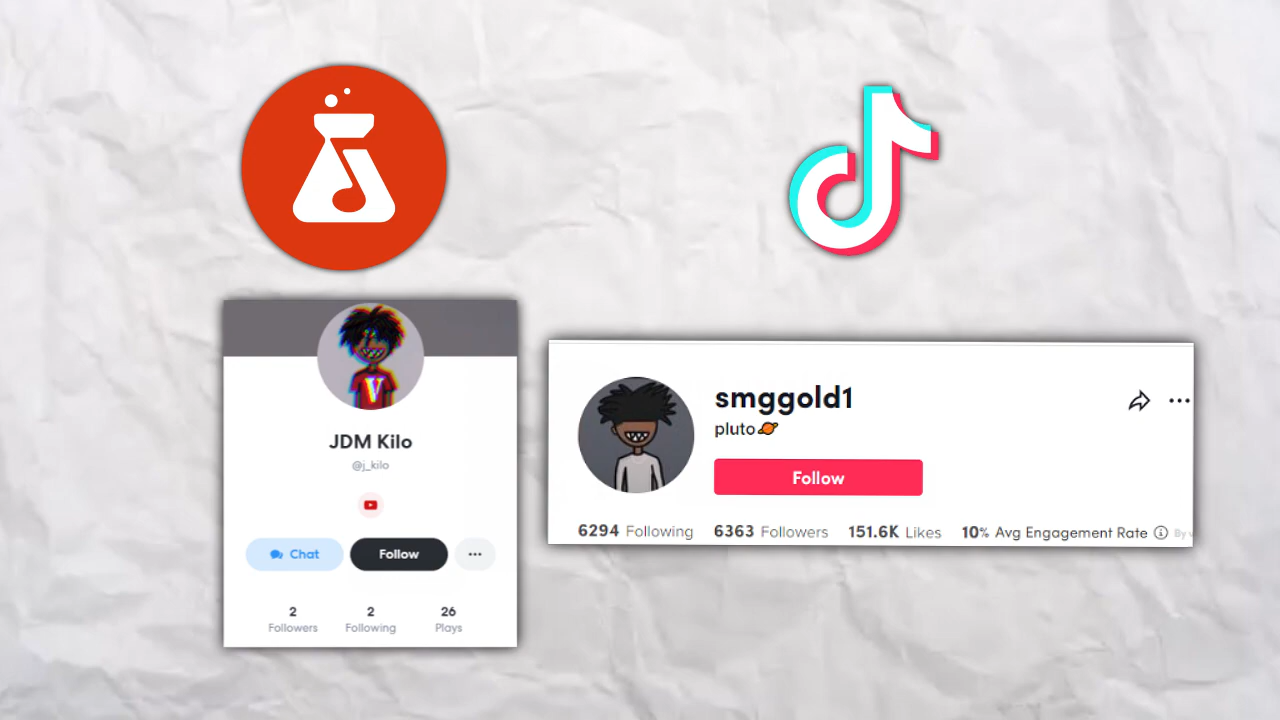 V
JDM Kilo
@j_kilo
Chat
Follow
2
2
26
Followers
Following
Plays
smggold1
pluto🪐
Follow
6294 Following 6363 Followers 151.6K Likes 10% Avg Engagement Rate By